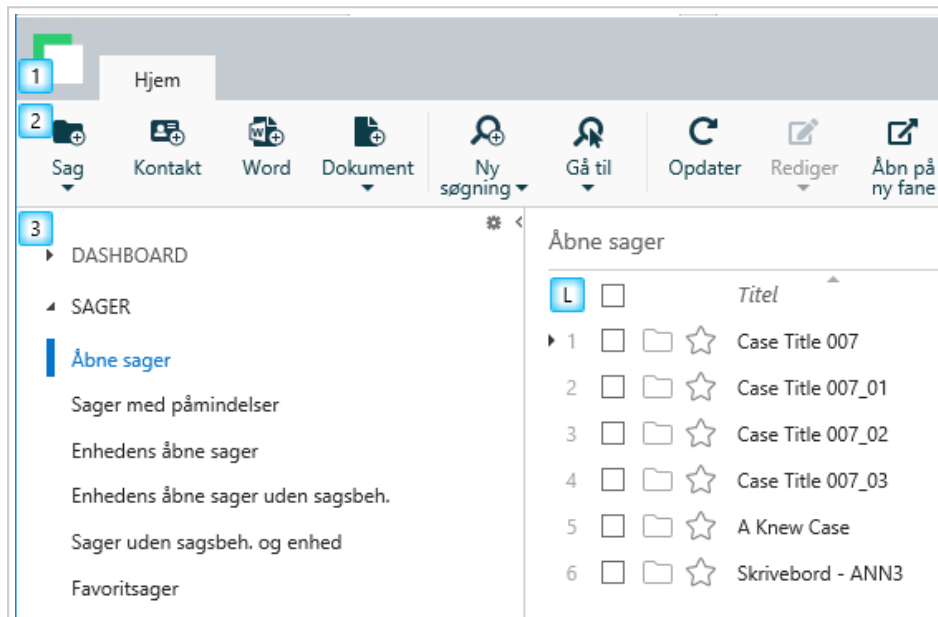 1
Hjem
2
Sag
Kontakt
Word
Dokument
Ny
søgning
Gå til
Opdater
Rediger
Åbn på
ny fane
3
DASHBOARD
SAGER
Åbne sager
Sager med påmindelser
Enhedens åbne sager
Enhedens åbne sager uden sagsbeh.
Sager uden sagsbeh. og enhed
Favoritsager
Åbne sager
L
Titel
1 Case Title 007
2 Case Title 007_01
3 Case Title 007_02
4 Case Title 007_03
5 A Knew Case
6 Skrivebord - ANN3